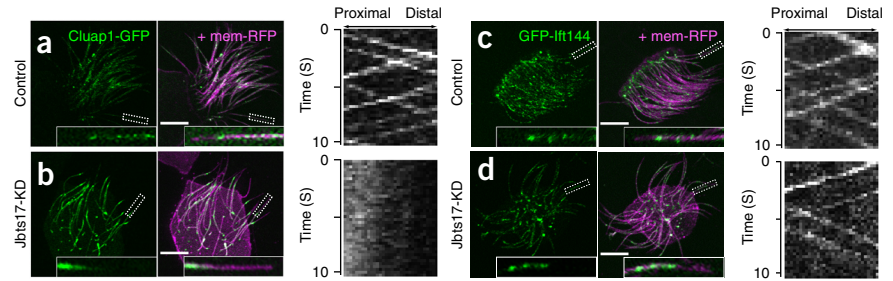 a
Cluap1-GFP
+ mem-RFP
Control
Proximal Distal
0
Time (S)
10
b
Jbts17-KD
0
Time (S)
10
c
GFP-Ift144
+ mem-RFP
Control
Proximal Distal
0
Time (S)
10
d
Jbts17-KD
0
Time (S)
10